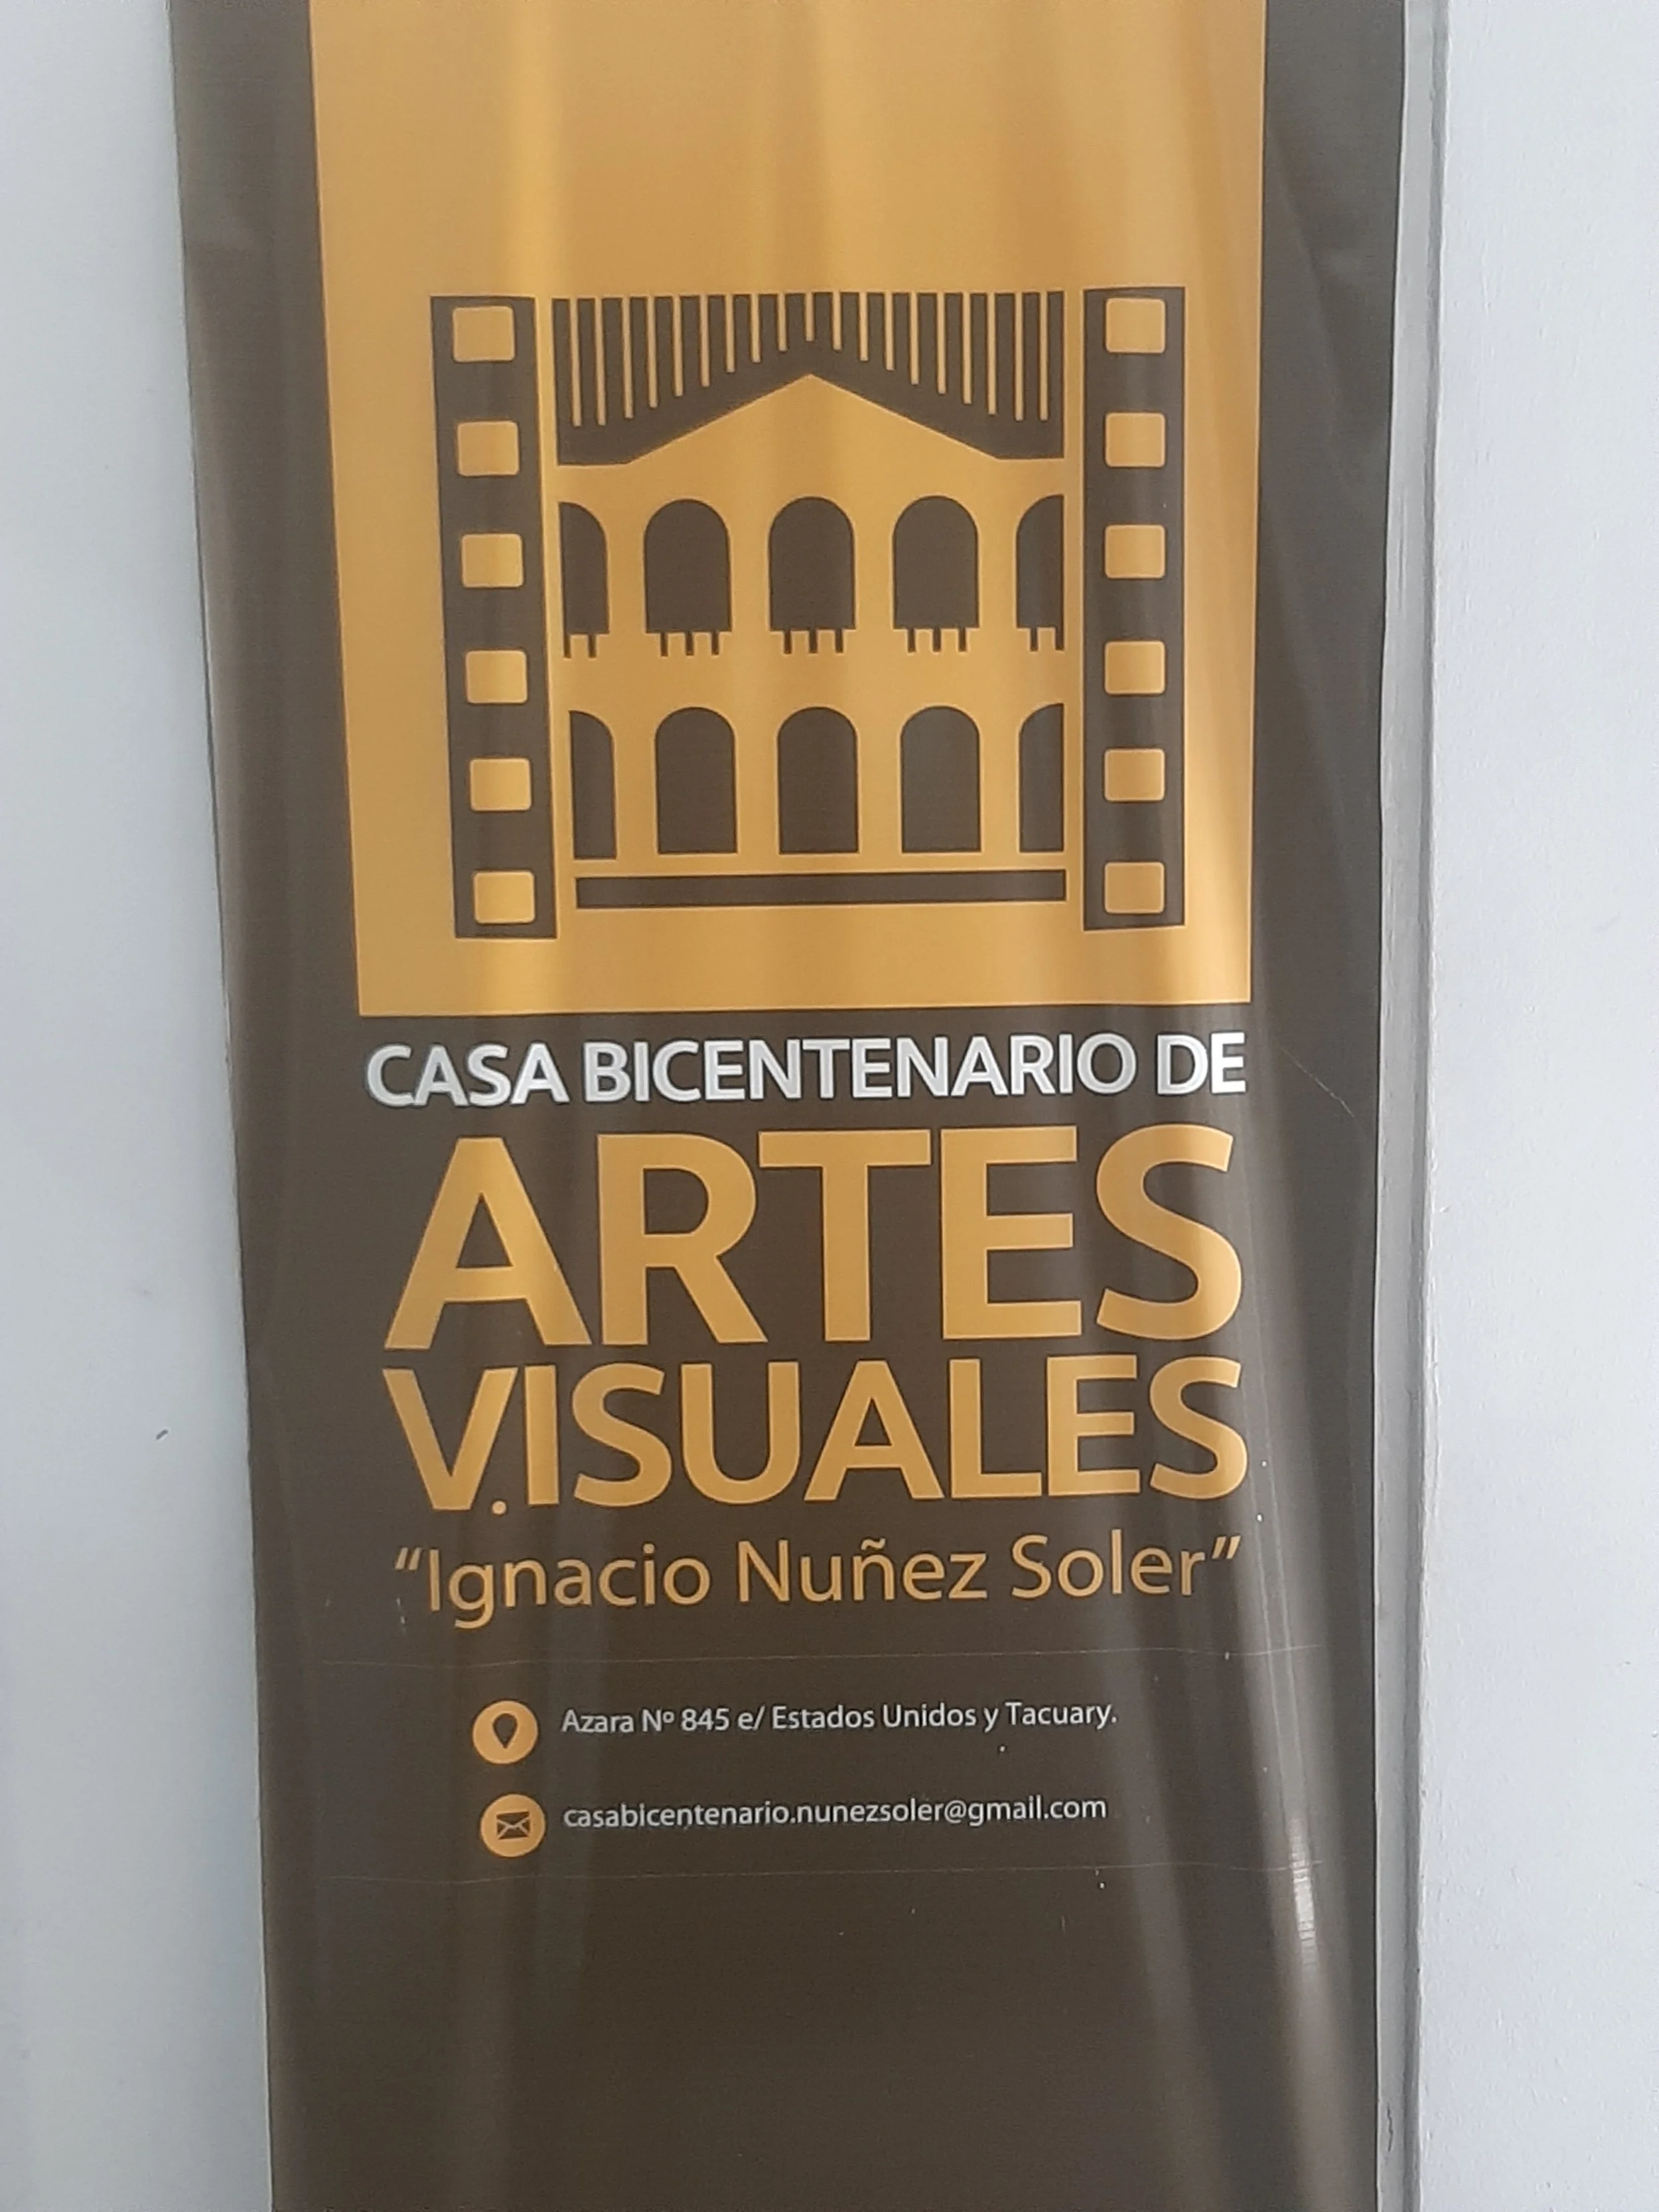 CASA BICENTENARIO DE
ARTES
VISUALES
“Ignacio Nuñez Soler”
Azara Nº 845 e/ Estados Unidos y Tacuary.
casabicentenario.nunezsoler@gmail.com